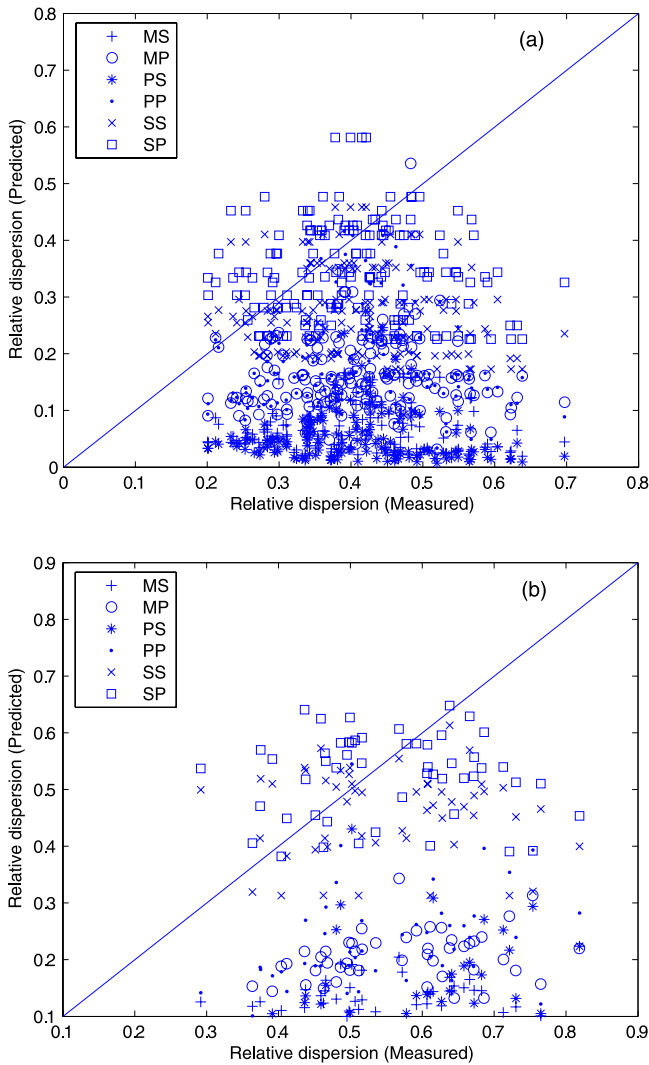 0.8
(a)
MS
MP
PS
PP
SS
SP
0.7
0.6
0.5
0.4
0.3
0.2
0.1
0
Relative dispersion (Predicted)
0 0.1 0.2 0.3 0.4 0.5 0.6 0.7 0.8
Relative dispersion (Measured)
0.9
(b)
MS
MP
PS
PP
SS
SP
0.8
0.7
0.6
0.5
0.4
0.3
0.2
0.1
Relative dispersion (Predicted)
0.1 0.2 0.3 0.4 0.5 0.6 0.7 0.8 0.9
Relative dispersion (Measured)